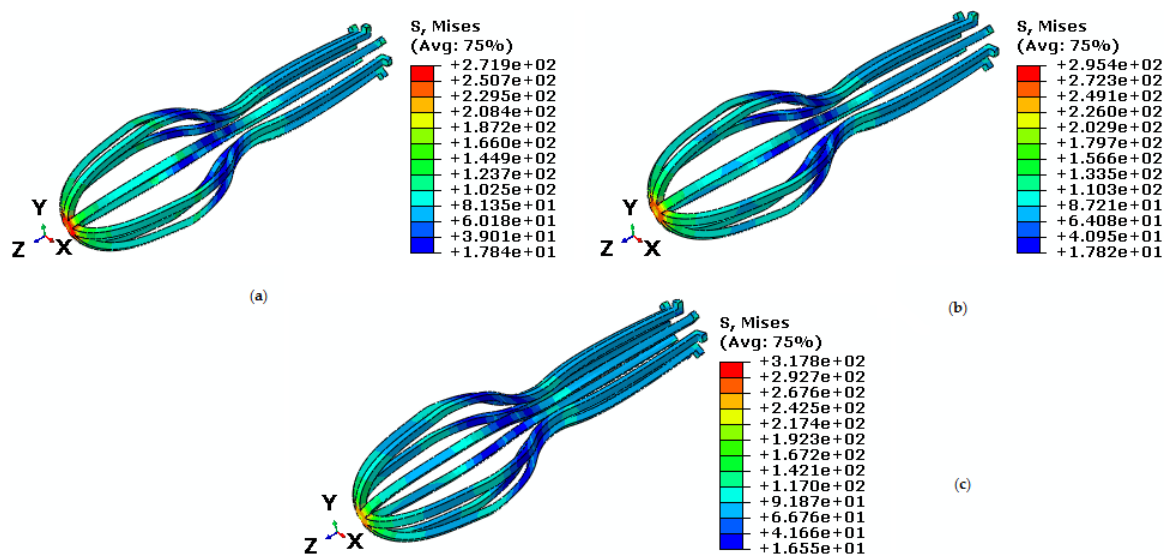 S, Mises
(Avg: 75%)
+2.719e+02
+2.507e+02
+2.295e+02
+2.084e+02
+1.872e+02
+1.660e+02
+1.449e+02
+1.237e+02
+1.025e+02
+8.135e+01
+6.018e+01
+3.901e+01
+1.784e+01
Y
Z X
(a)
S, Mises
(Avg: 75%)
+2.954e+02
+2.723e+02
+2.491e+02
+2.260e+02
+2.029e+02
+1.797e+02
+1.566e+02
+1.335e+02
+1.103e+02
+8.721e+01
+6.408e+01
+4.095e+01
+1.782e+01
Y
Z X
(b)
S, Mises
(Avg: 75%)
+3.178e+02
+2.927e+02
+2.676e+02
+2.425e+02
+2.174e+02
+1.923e+02
+1.672e+02
+1.421e+02
+1.170e+02
+9.187e+01
+6.676e+01
+4.166e+01
+1.655e+01
Y
Z X
(c)